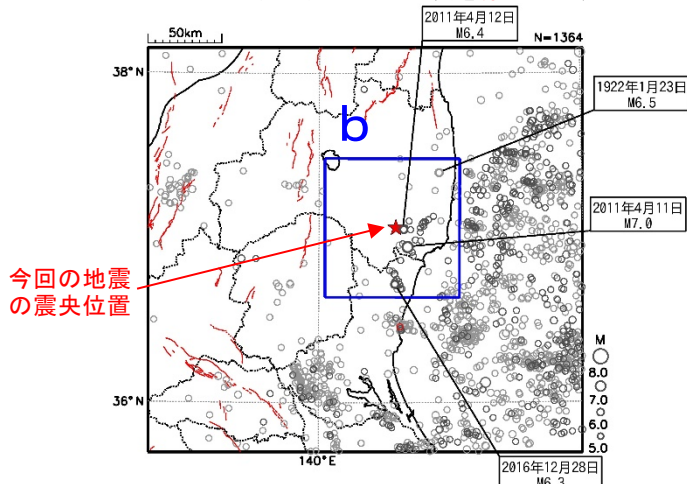 2011年4月12日
M6.4
50km
N=1364
38°N
1922年1月23日
M6.5
b
2011年4月11日
M7.0
今回の地震
の震央位置
M
8.0
7.0
6.0
5.0
36°N
140°E
2016年12月28日
M6.3